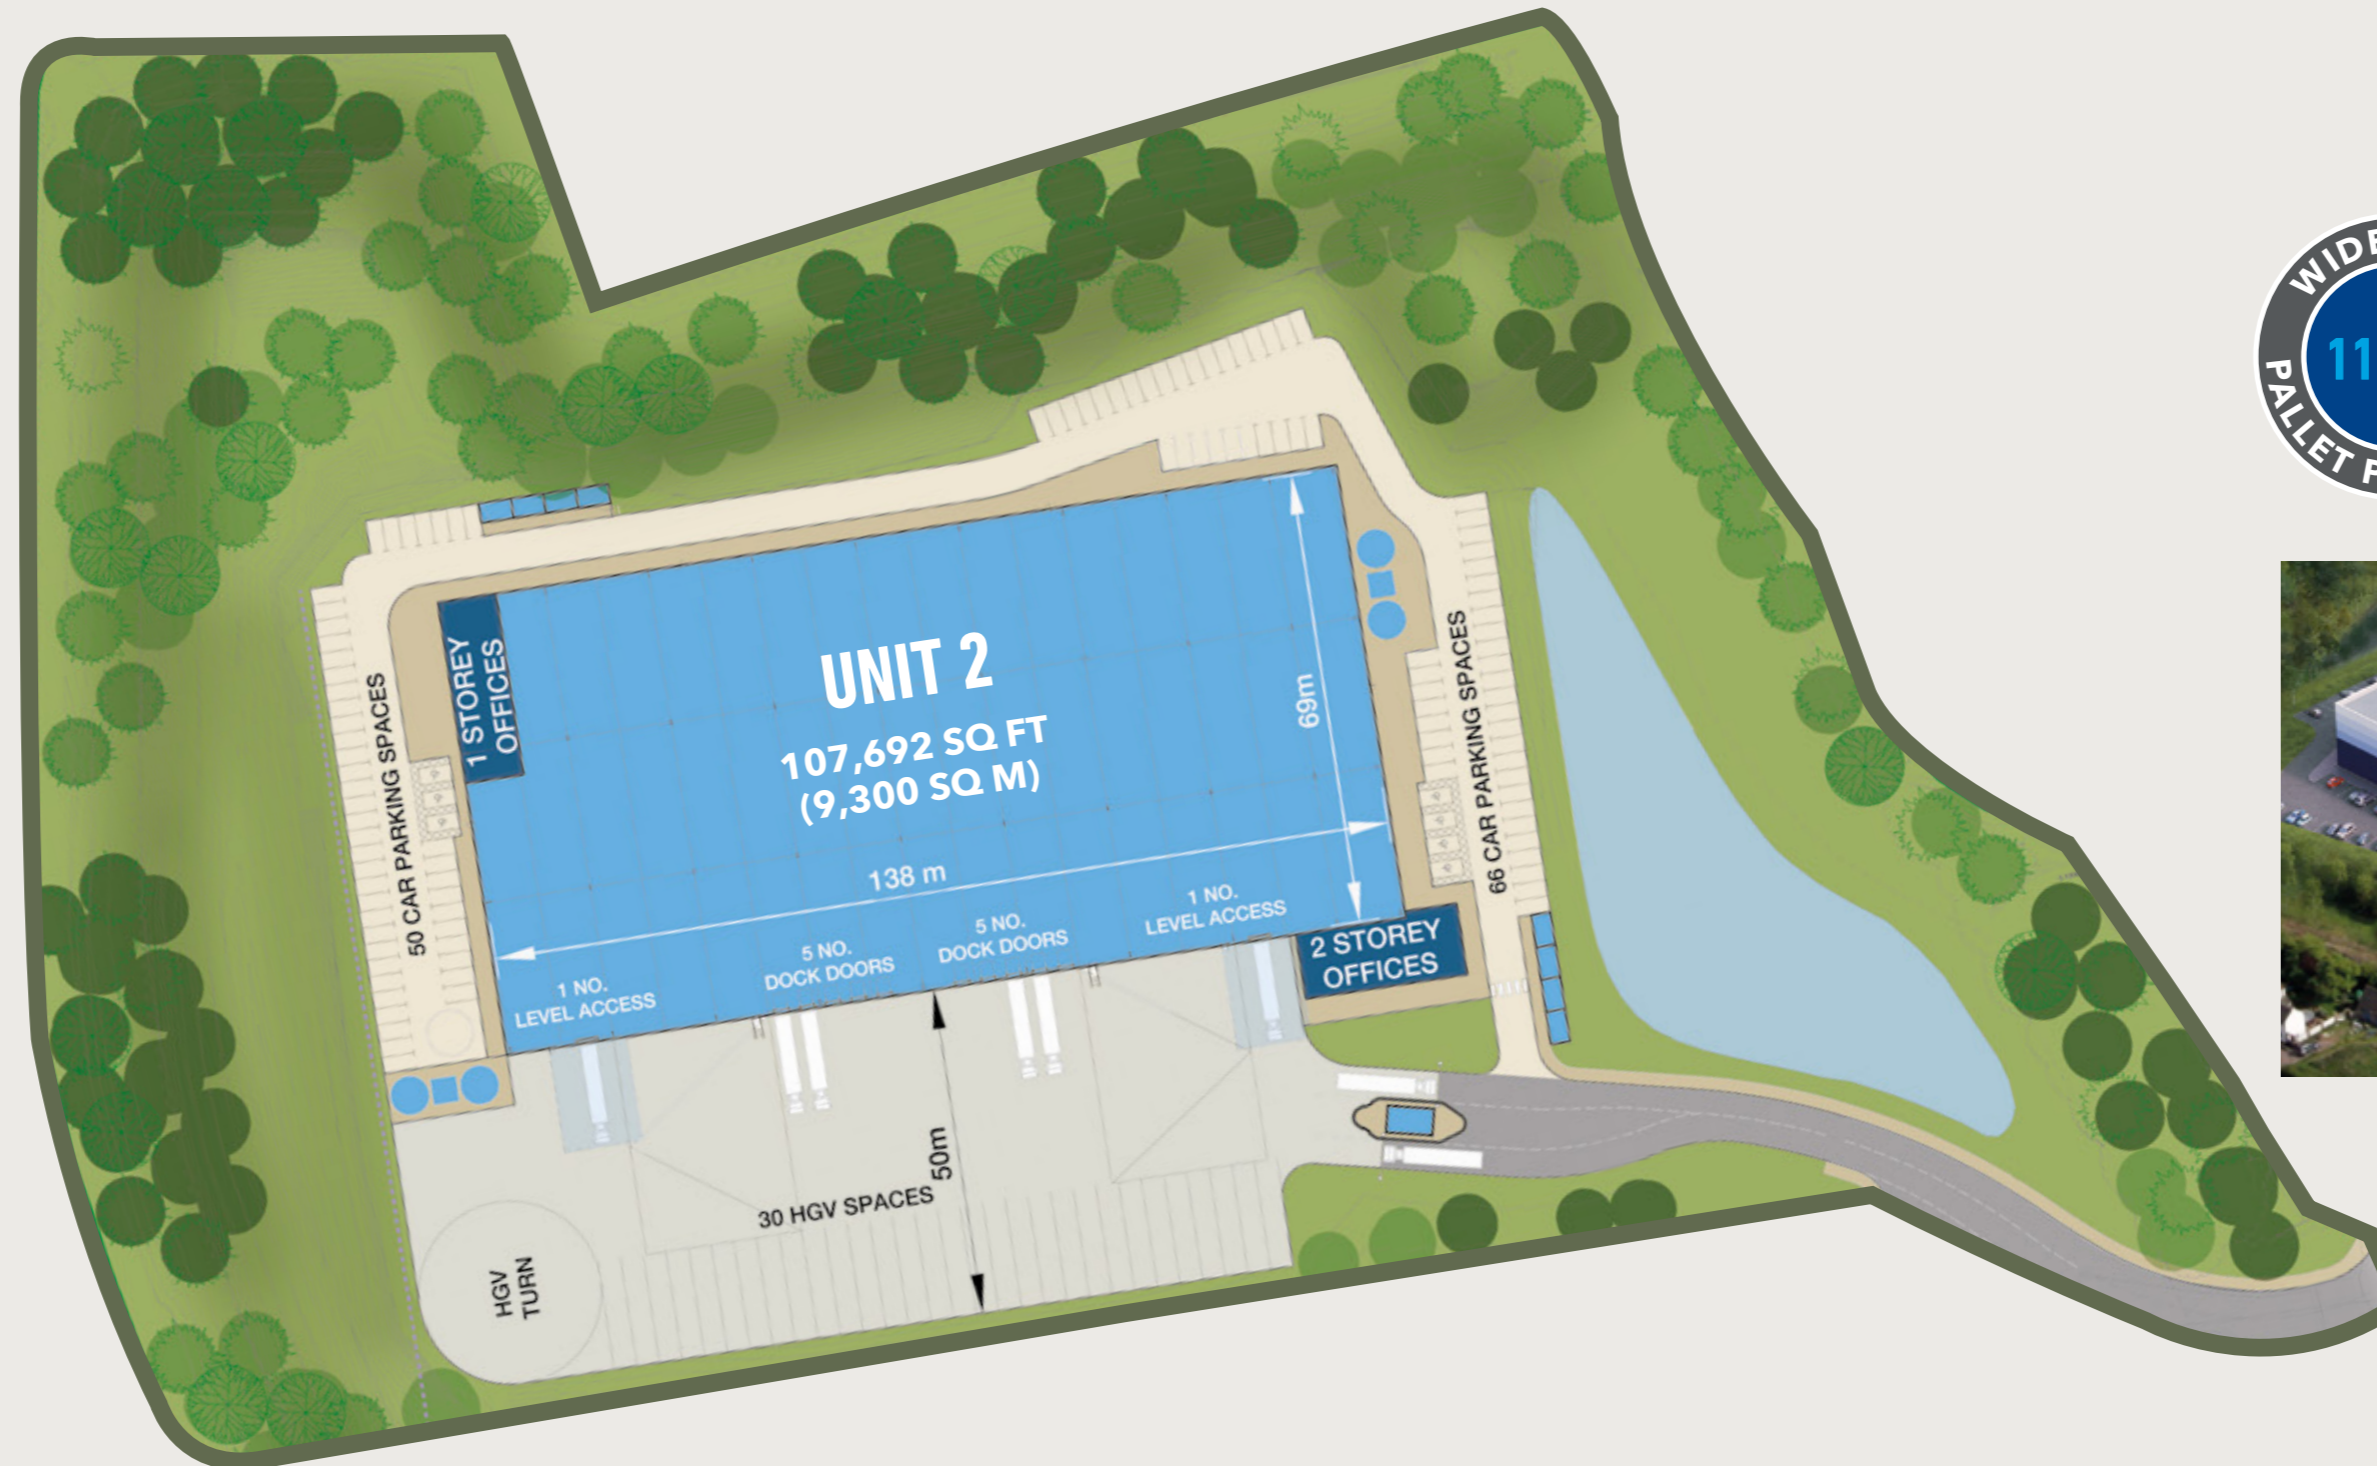 UNIT 2
107,692 SQ FT
(9,300 SQ M)
1 STOREY
OFFICES
50 CAR PARKING SPACES
66 CAR PARKING SPACES
69m
138 m
1 NO.
LEVEL ACCESS
5 NO.
DOCK DOORS
5 NO.
DOCK DOORS
1 NO.
LEVEL ACCESS
2 STOREY
OFFICES
50m
30 HGV SPACES
HGV
TURN
11
PALLET